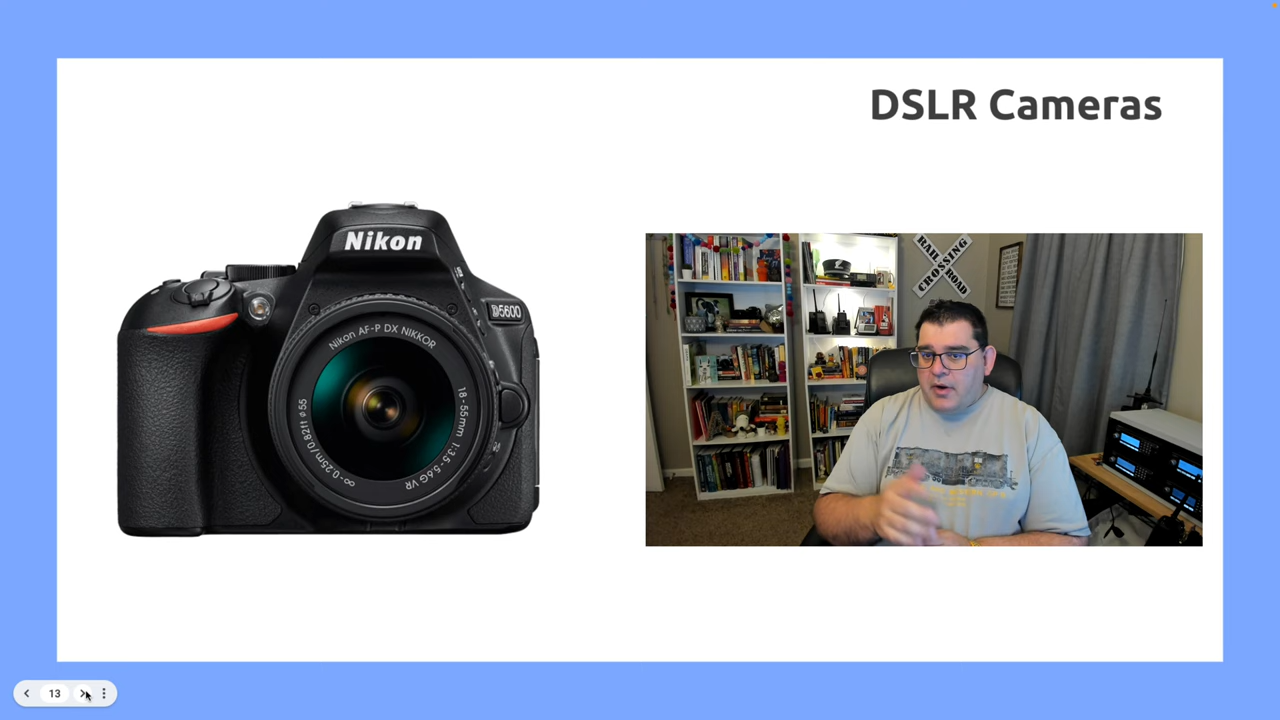 DSLR Cameras
Nikon
D5600
Nikon AF-P DX NIKKOR
18-55mm 1:3.5-5.6G VR
∞-0.25m/0.82ft ø55
RAIL ROAD
CROSSING
13